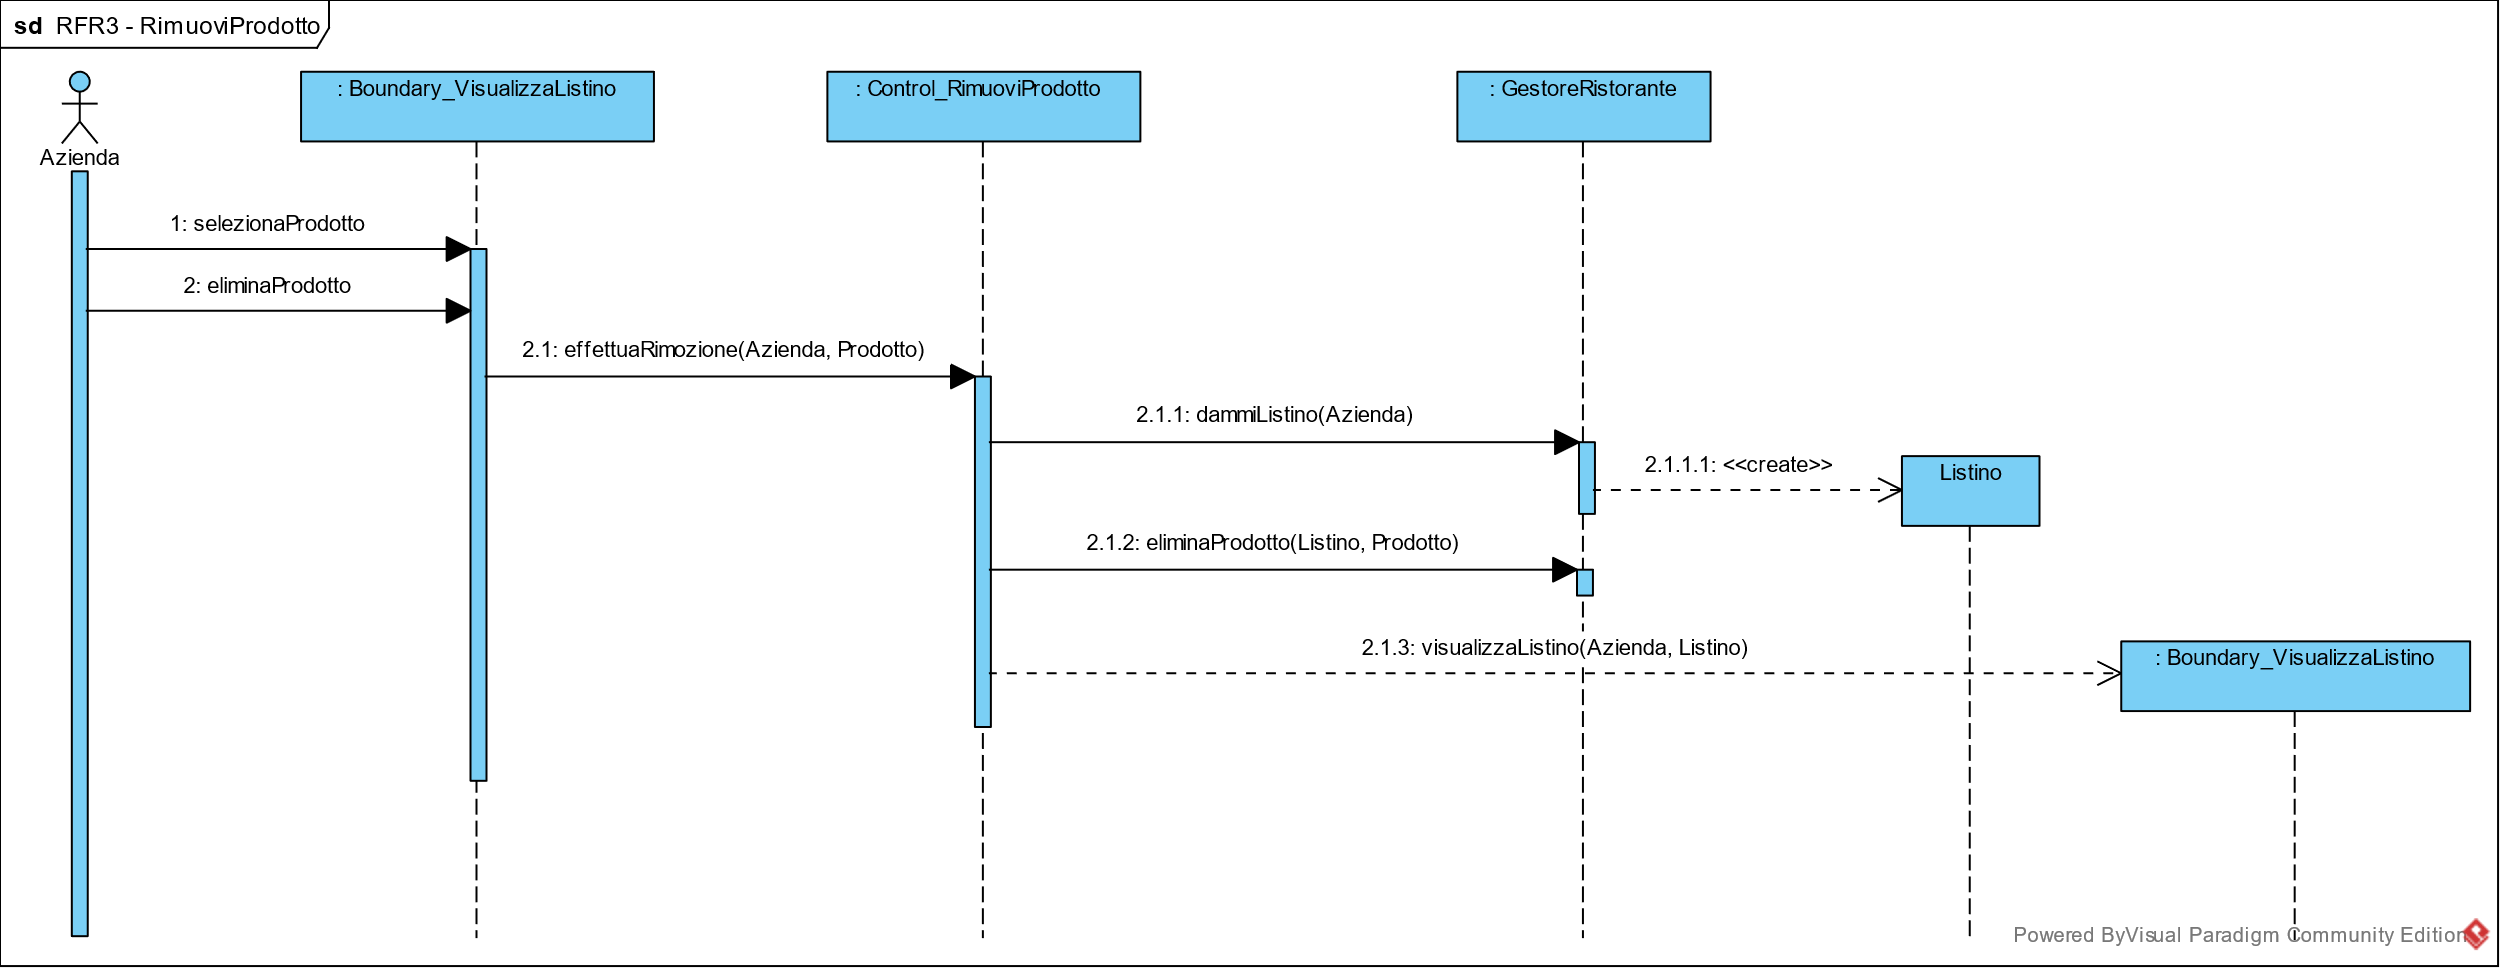 sd RFR3 - RimuoviProdotto
Azienda
: Boundary_VisualizzaListino
: Control_RimuoviProdotto
: GestoreRistorante
1: selezionaProdotto
2: eliminaProdotto
2.1: effettuaRimozione(Azienda, Prodotto)
2.1.1: dammiListino(Azienda)
2.1.1.1: <<create>>
Listino
2.1.2: eliminaProdotto(Listino, Prodotto)
2.1.3: visualizzaListino(Azienda, Listino)
: Boundary_VisualizzaListino
Powered ByVisual Paradigm Community Edition